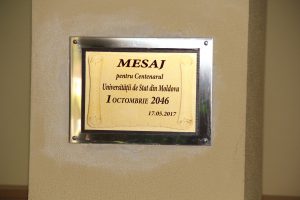 MESAJ
pentru Centenarul
Universității de Stat din Moldova
1 OCTOMBRIE 2046
17.05.2017